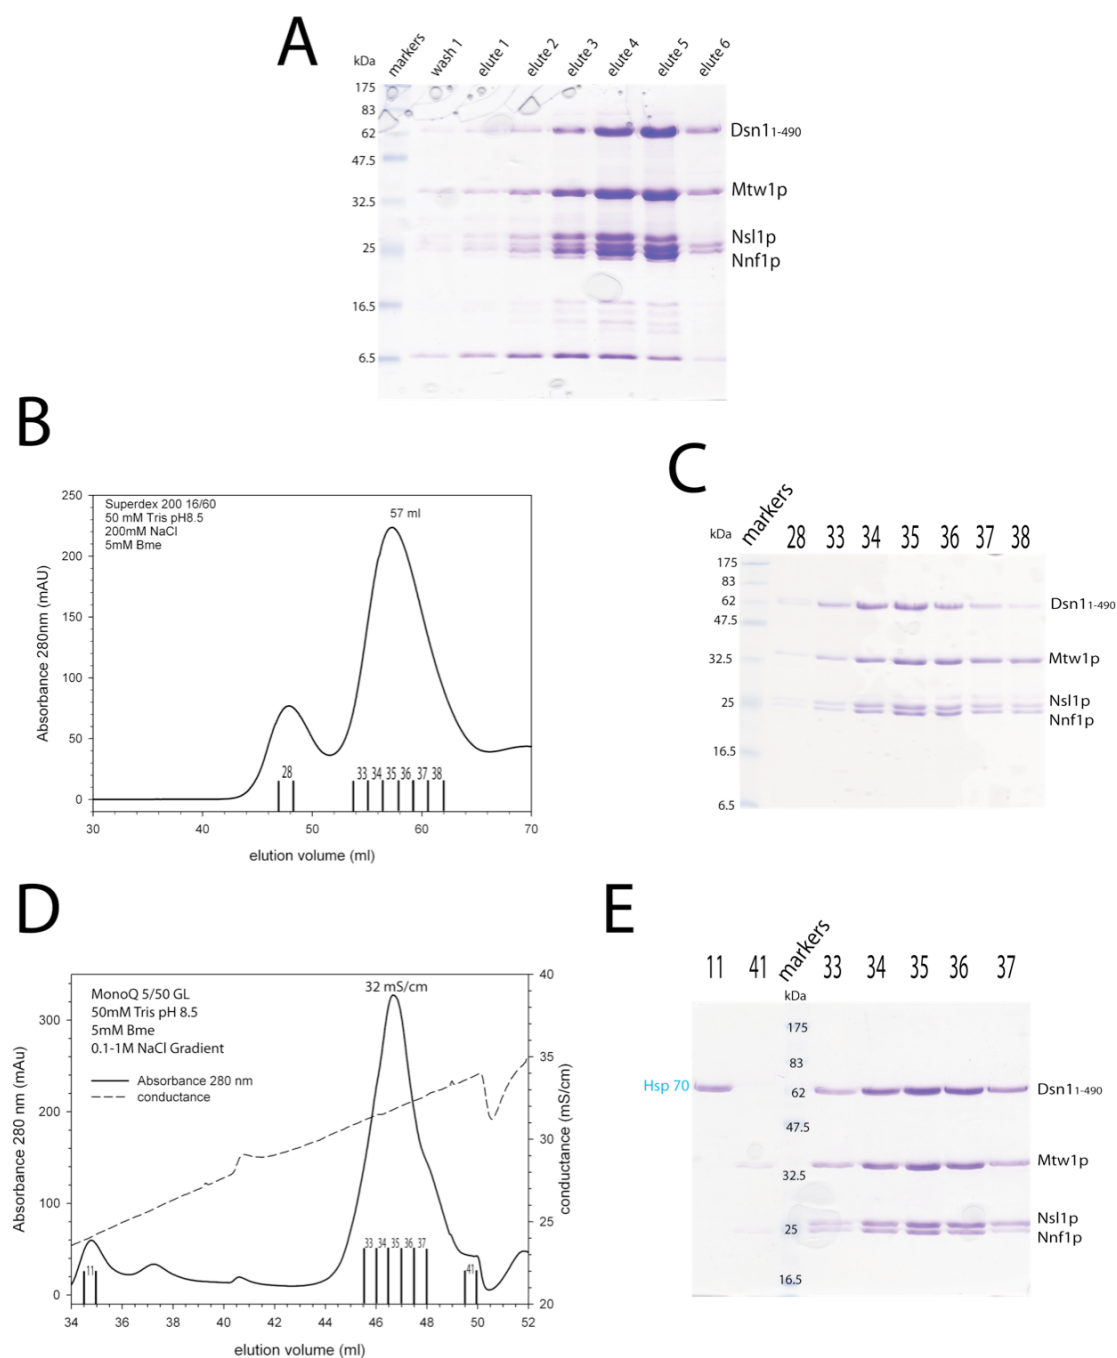 A
kDa
markers
wash 1
elute 1
elute 2
elute 3
elute 4
elute 5
elute 6
175
83
62
47.5
32.5
25
16.5
6.5
Dsn11-490
Mtw1p
Nsl1p
Nnf1p
B
Superdex 200 16/60
50 mM Tris pH8.5
200mM NaCl
5mM Bme
57 ml
250
200
150
100
50
0
Absorbance 280nm (mAU)
28
33 34 35 36 37 38
30 40 50 60 70
elution volume (ml)
C
kDa
markers
28 33 34 35 36 37 38
175
83
62
47.5
32.5
25
16.5
6.5
Dsn11-490
Mtw1p
Nsl1p
Nnf1p
D
MonoQ 5/50 GL
50mM Tris pH 8.5
5mM Bme
0.1-1M NaCl Gradient
Absorbance 280 nm
conductance
32 mS/cm
300
200
100
0
Absorbance 280 nm (mAu)
40
35
30
25
20
conductance (mS/cm)
11
33 34 35 36 37
41
34 36 38 40 42 44 46 48 50 52
elution volume (ml)
E
11 41 markers 33 34 35 36 37
kDa
175
83
62
47.5
32.5
25
16.5
Hsp 70
Dsn11-490
Mtw1p
Nsl1p
Nnf1p